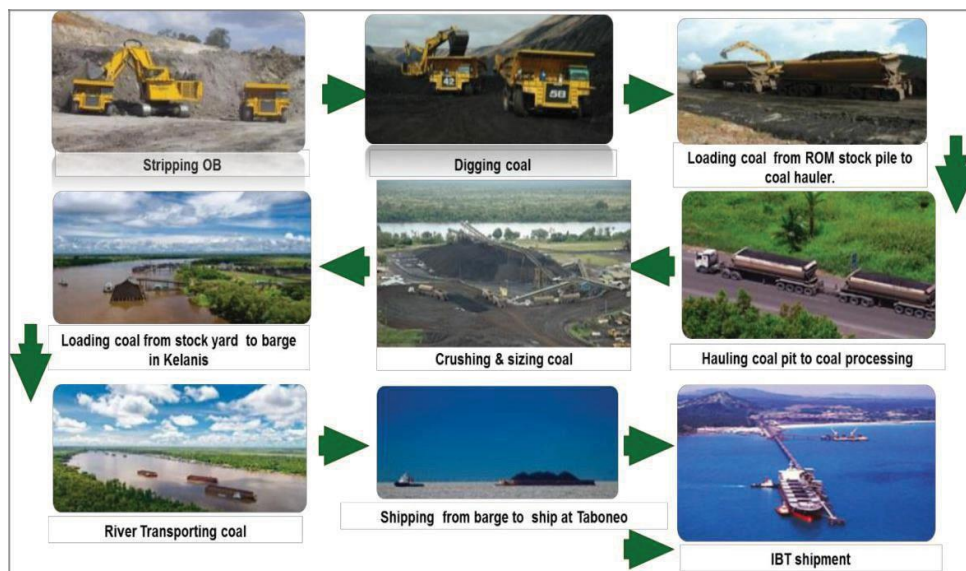 42
58
Stripping OB
Digging coal
Loading coal from ROM stock pile to
coal hauler.
Hauling coal pit to coal processing
Crushing & sizing coal
Loading coal from stock yard to barge
in Kelanis
River Transporting coal
Shipping from barge to ship at Taboneo
IBT shipment